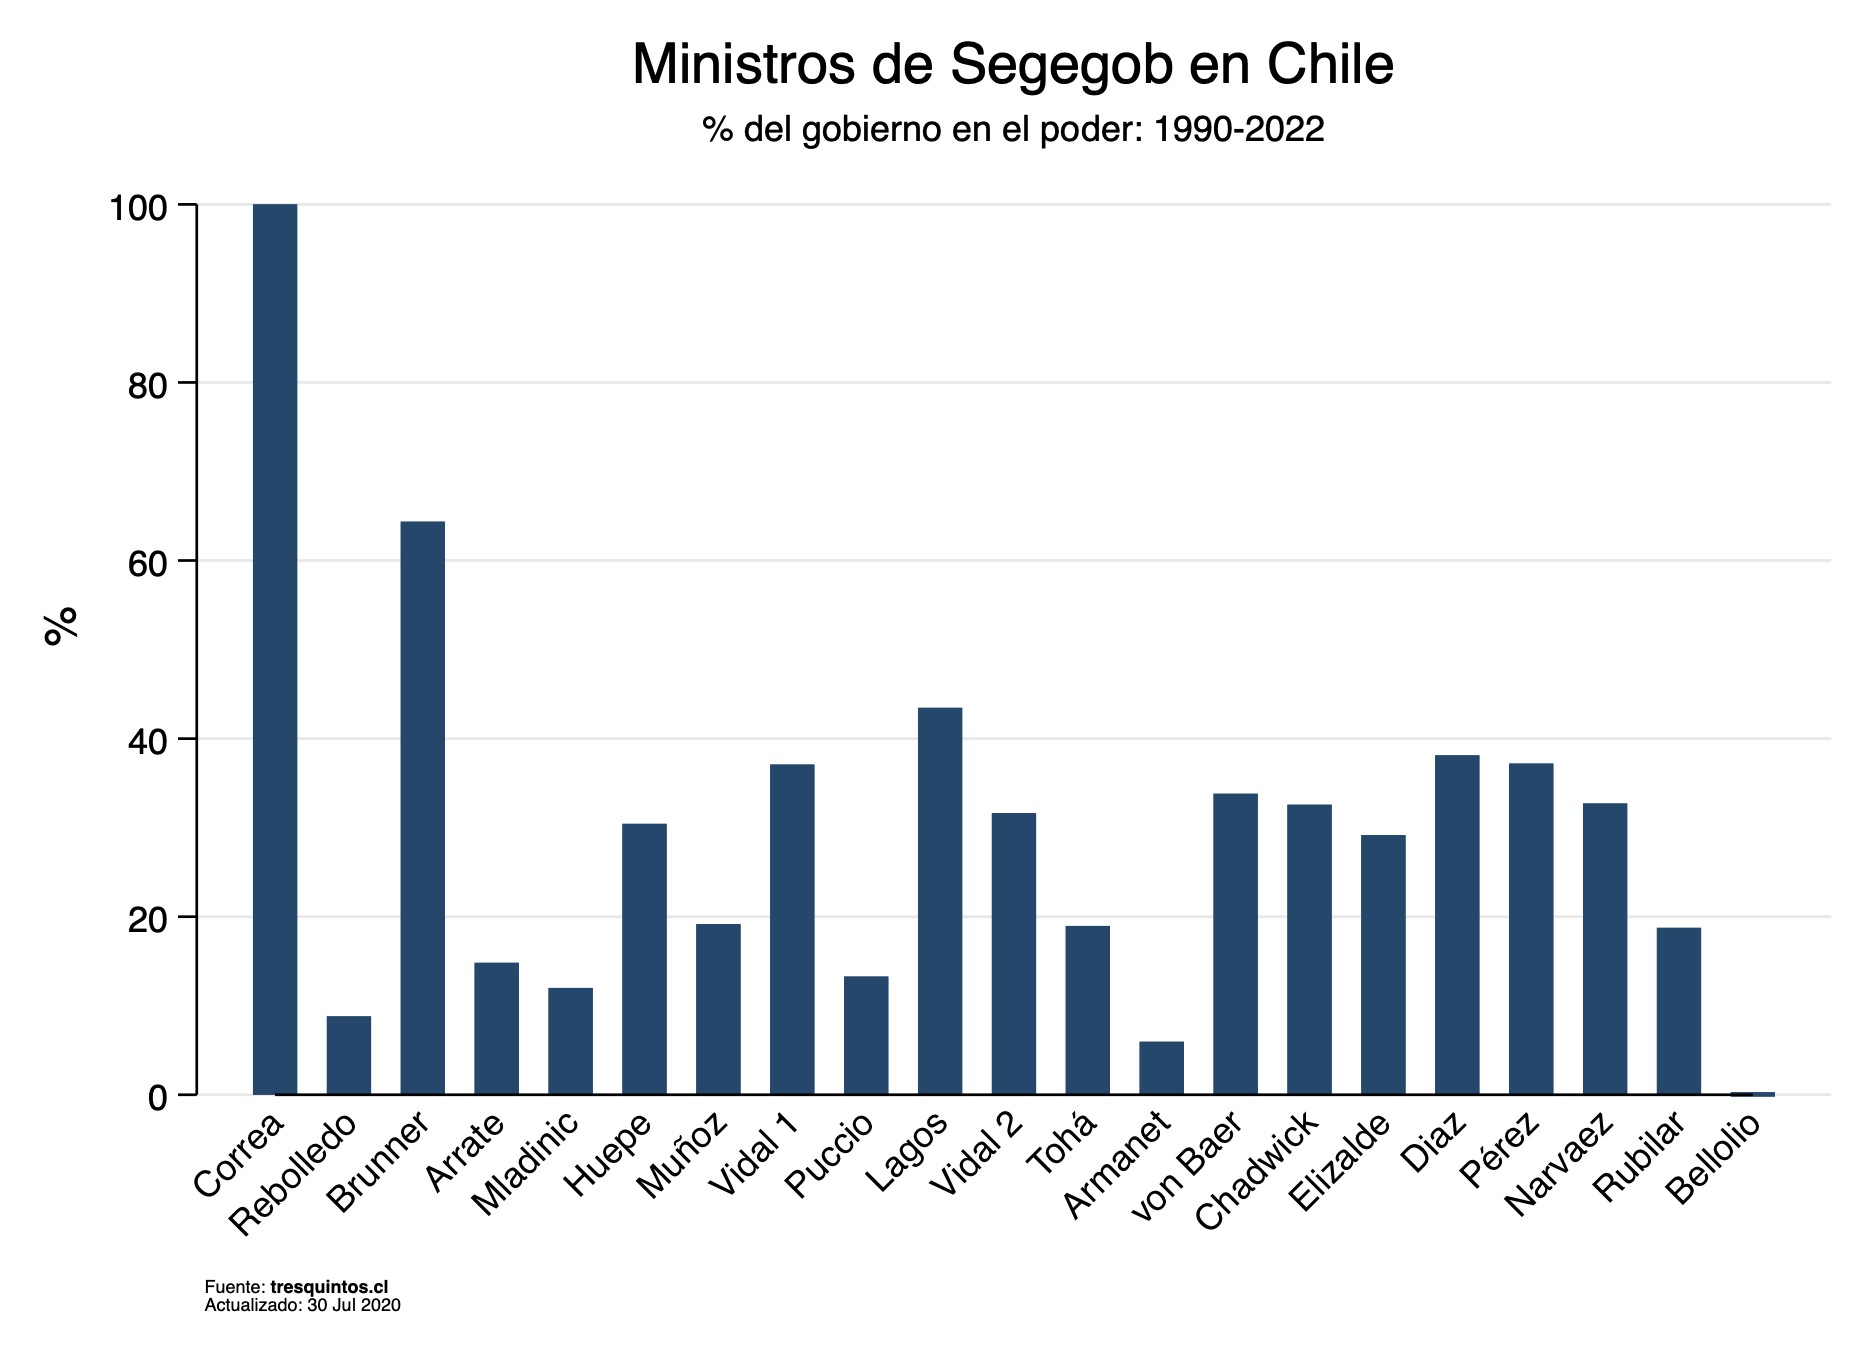 Ministros de Segegob en Chile
% del gobierno en el poder: 1990-2022
%
100
80
60
40
20
0
Correa
Rebolledo
Brunner
Arrate
Mladinic
Huepe
Muñoz
Vidal 1
Puccio
Lagos
Vidal 2
Tohá
Armanet
von Baer
Chadwick
Elizalde
Diaz
Pérez
Narvaez
Rubilar
Bellolio
Fuente: tresquintos.cl
Actualizado: 30 Jul 2020